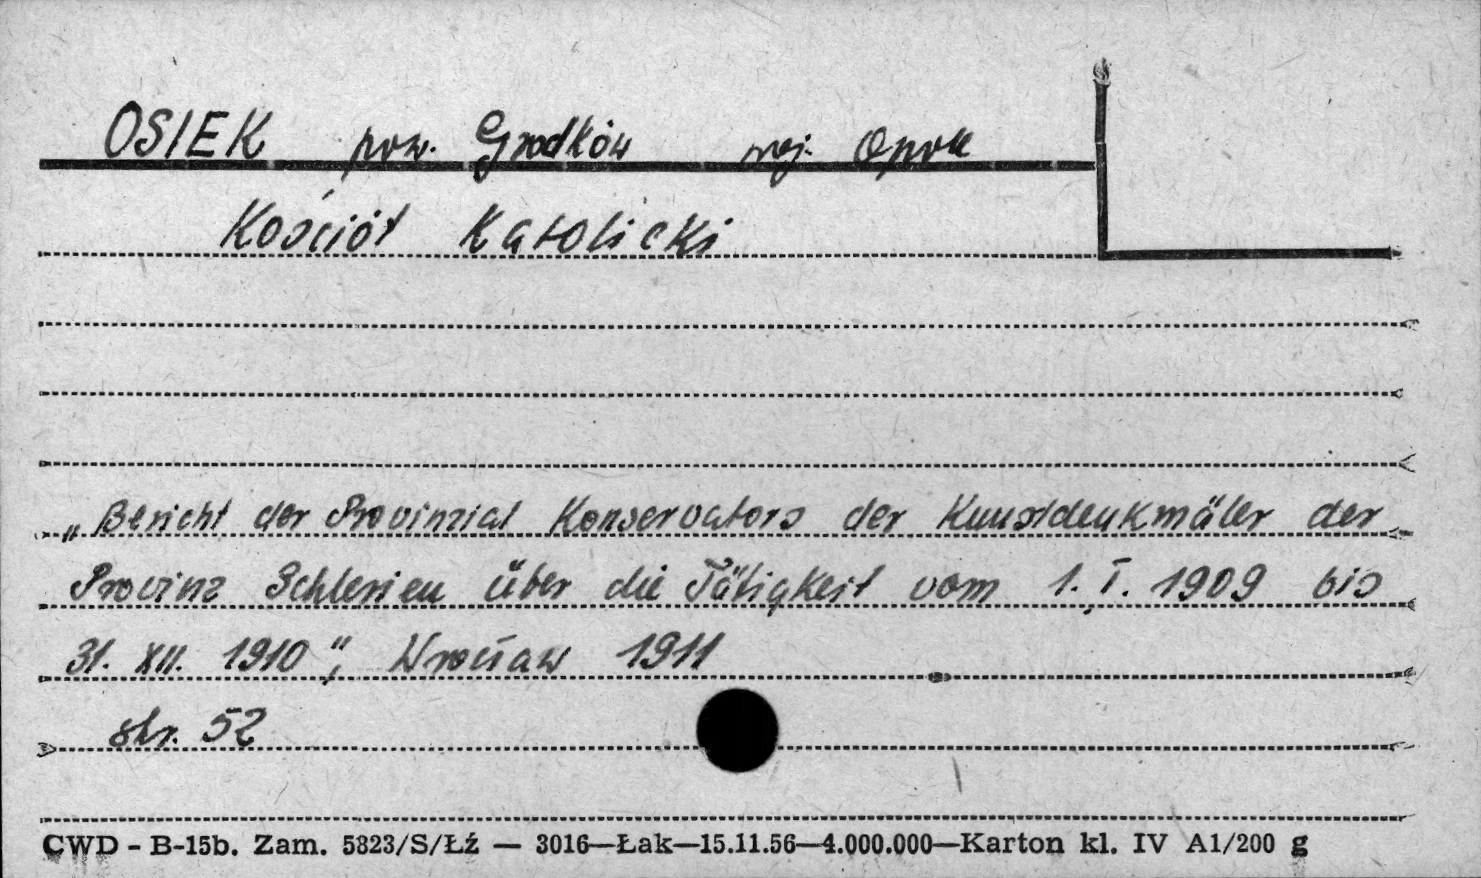 OSIEK pow. Grodków woj. Opole
Kościół Katolicki
„Bericht der Provinzial Konservators der Kunstdenkmäler der
Provinz Schlesien über die Tätigkeit vom 1. I. 1909 bis
31. XII. 1910", Wrocław 1911
str. 52
CWD - B-15b. Zam. 5823/S/Łź — 3016—Łak—15.11.56—4.000.000—Karton kl. IV A1/200 g